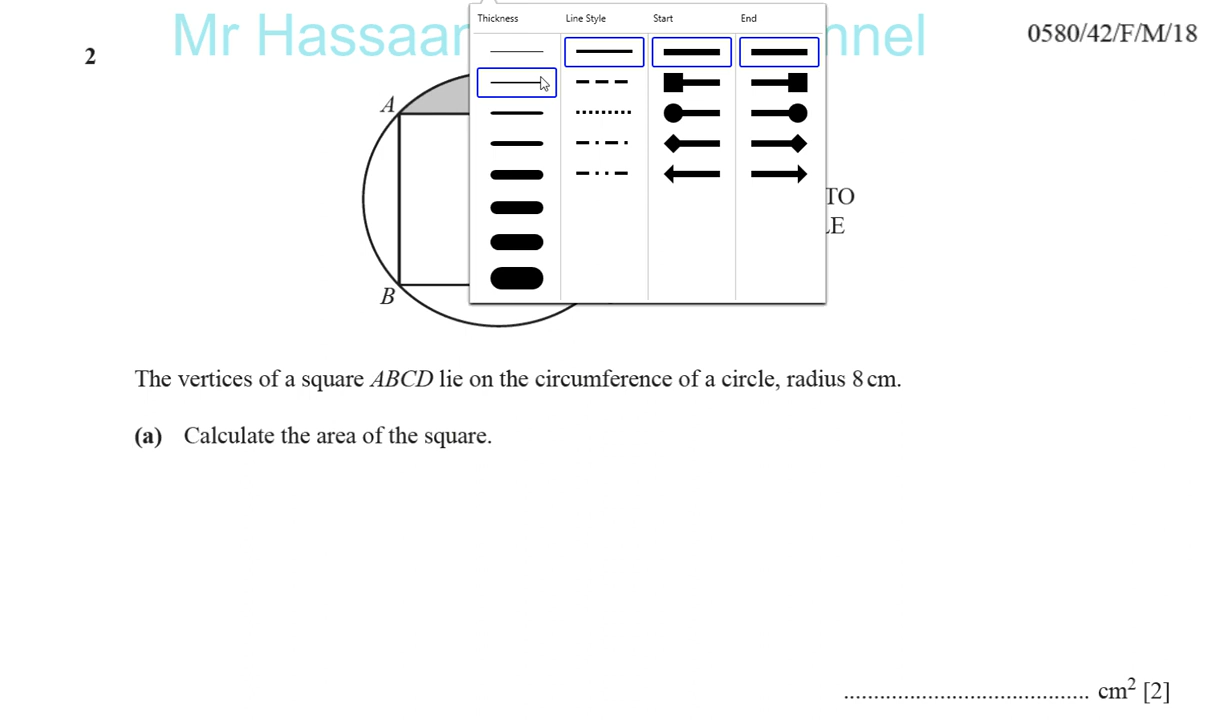 Mr Hassaan
nnel
0580/42/F/M/18
2
Thickness
Line Style
Start
End
A
B
TO
LE
The vertices of a square ABCD lie on the circumference of a circle, radius 8 cm.
(a) Calculate the area of the square.
........................................ cm² [2]